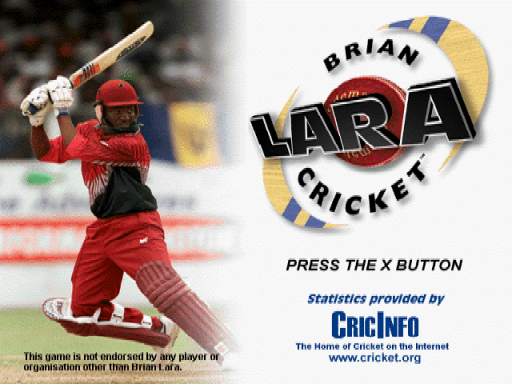 BRIAN
LARA
CRICKET™
PRESS THE X BUTTON
Statistics provided by
CRICINFO
The Home of Cricket on the Internet
www.cricket.org
This game is not endorsed by any player or
organisation other than Brian Lara.